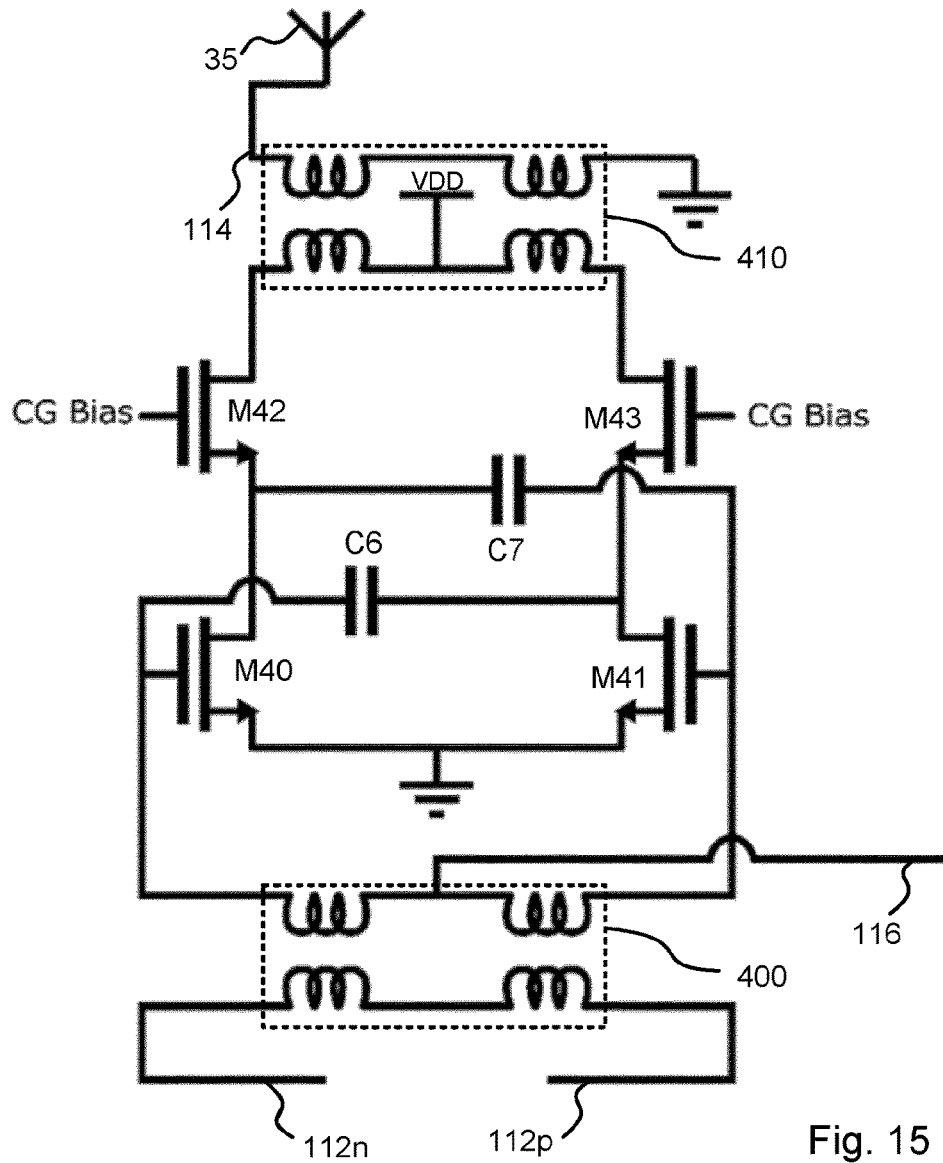 35
VDD
114
410
CG Bias
M42
M43
CG Bias
C7
C6
M40
M41
116
400
112n
112p
Fig. 15